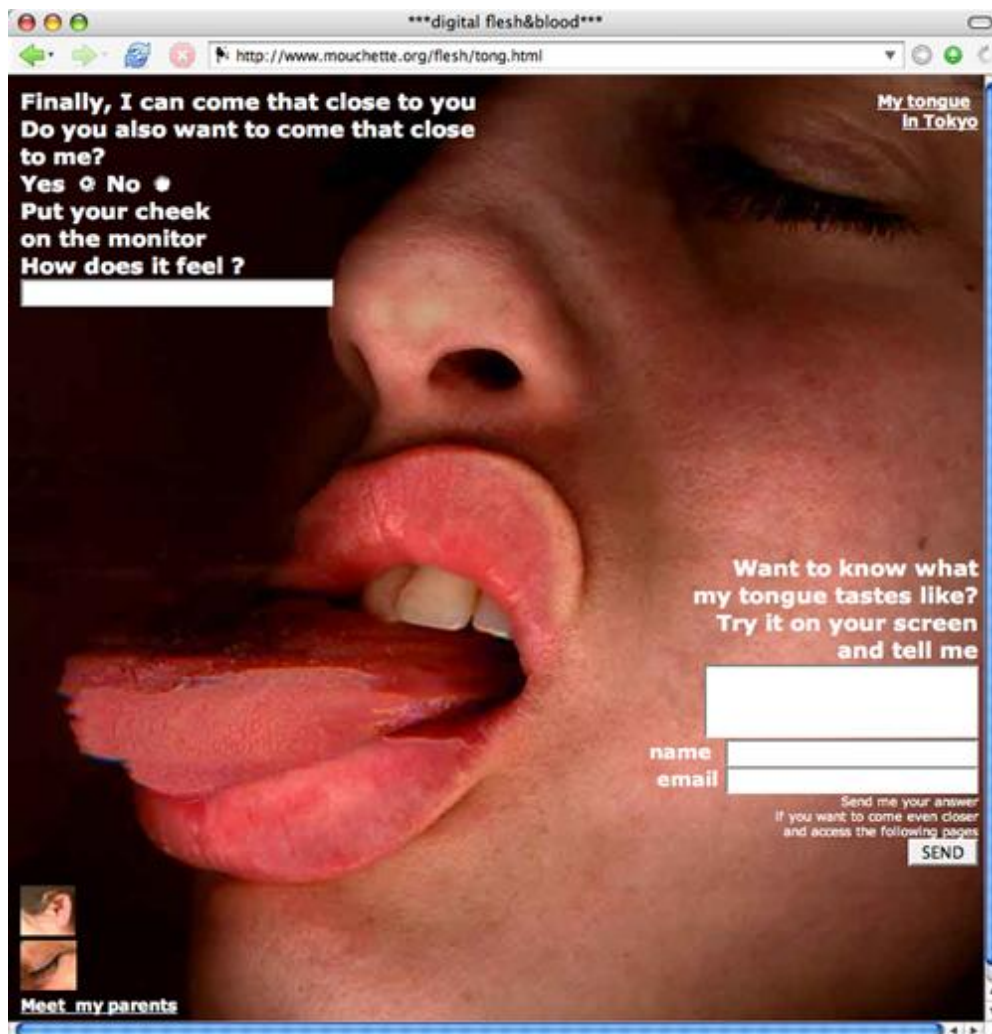 ***digital flesh&blood***
http://www.mouchette.org/flesh/tong.html
Finally, I can come that close to you
Do you also want to come that close
to me?
Yes No
Put your cheek
on the monitor
How does it feel ?
My tongue
in Tokyo
Want to know what
my tongue tastes like?
Try it on your screen
and tell me
name
email
Send me your answer
if you want to come even closer
and access the following pages
SEND
Meet my parents